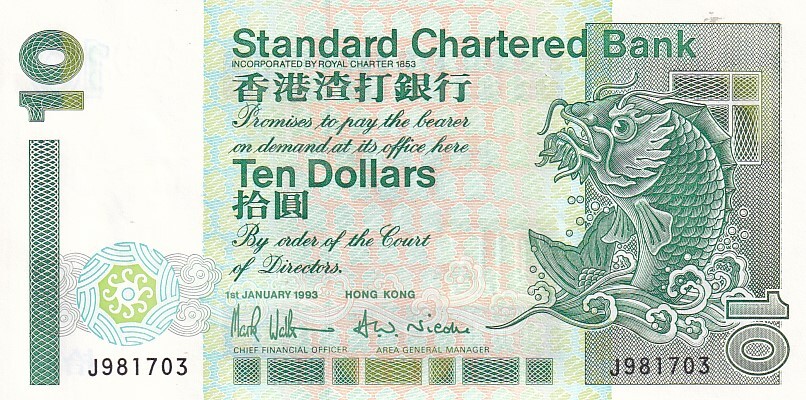 10
Standard Chartered Bank
INCORPORATED BY ROYAL CHARTER 1853
香港渣打銀行
Promises to pay the bearer
on demand at its office here
Ten Dollars
拾圓
By order of the Court
of Directors.
1ST JANUARY 1993 HONG KONG
CHIEF FINANCIAL OFFICER AREA GENERAL MANAGER
J981703
J981703
10